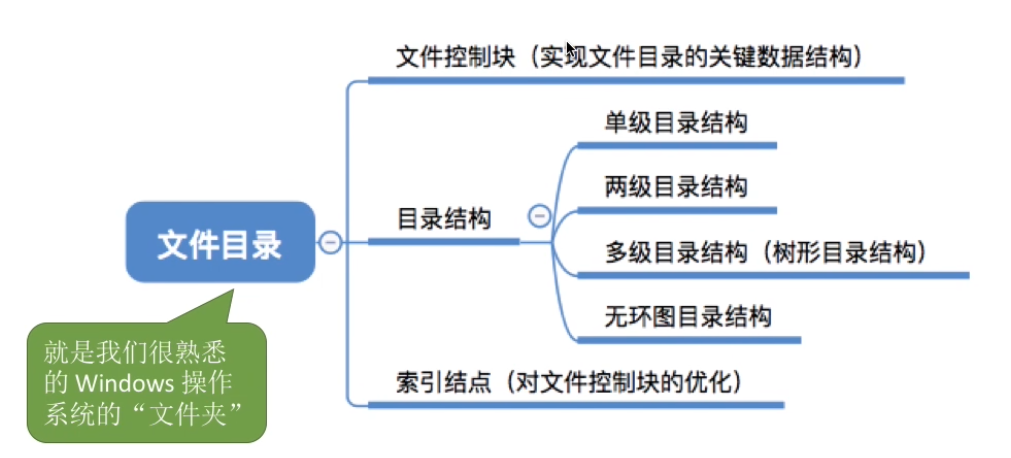 文件控制块（实现文件目录的关键数据结构）
单级目录结构
两级目录结构
目录结构
文件目录
多级目录结构（树形目录结构）
无环图目录结构
就是我们很熟悉
的 Windows 操作
系统的“文件夹”
索引结点（对文件控制块的优化）